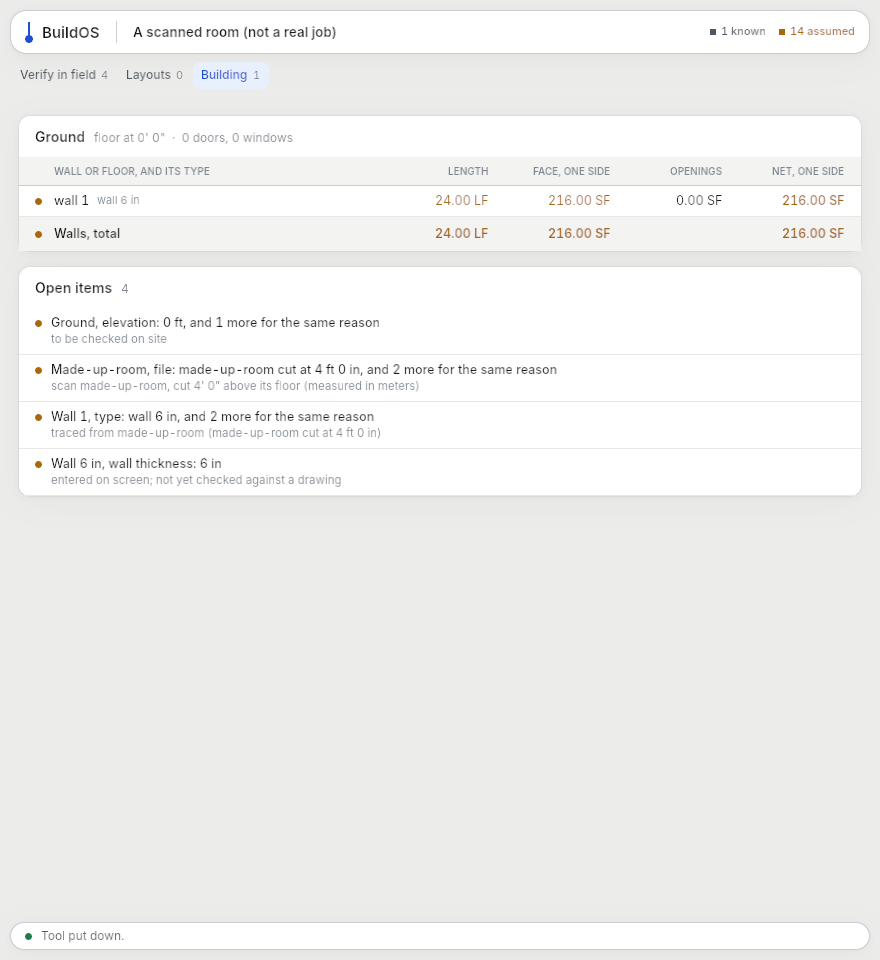 BuildOS
A scanned room (not a real job)
1 known 14 assumed
Verify in field 4 Layouts 0 Building 1
Ground floor at 0' 0" · 0 doors, 0 windows
WALL OR FLOOR, AND ITS TYPE LENGTH FACE, ONE SIDE OPENINGS NET, ONE SIDE
wall 1 wall 6 in 24.00 LF 216.00 SF 0.00 SF 216.00 SF
Walls, total 24.00 LF 216.00 SF 216.00 SF
Open items 4
Ground, elevation: 0 ft, and 1 more for the same reason
to be checked on site
Made-up-room, file: made-up-room cut at 4 ft 0 in, and 2 more for the same reason
scan made-up-room, cut 4' 0" above its floor (measured in meters)
Wall 1, type: wall 6 in, and 2 more for the same reason
traced from made-up-room (made-up-room cut at 4 ft 0 in)
Wall 6 in, wall thickness: 6 in
entered on screen; not yet checked against a drawing
Tool put down.